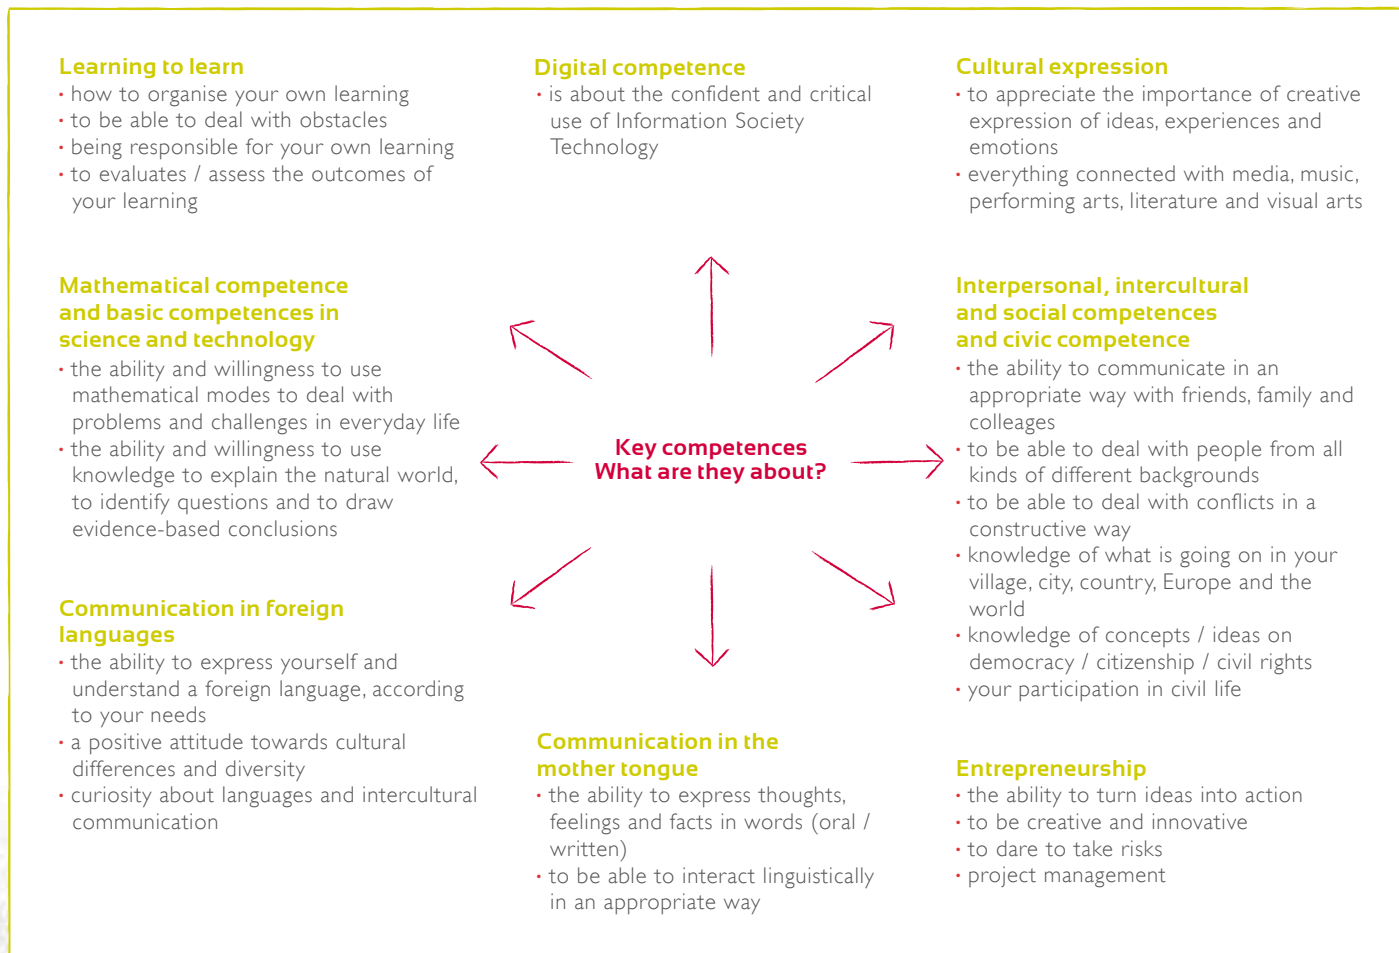 Learning to learn
• how to organise your own learning
• to be able to deal with obstacles
• being responsible for your own learning
• to evaluates / assess the outcomes of
your learning
Digital competence
• is about the confident and critical
use of Information Society
Technology
Cultural expression
• to appreciate the importance of creative
expression of ideas, experiences and
emotions
• everything connected with media, music,
performing arts, literature and visual arts
Mathematical competence
and basic competences in
science and technology
• the ability and willingness to use
mathematical modes to deal with
problems and challenges in everyday life
• the ability and willingness to use
knowledge to explain the natural world,
to identify questions and to draw
evidence-based conclusions
Key competences
What are they about?
Interpersonal, intercultural
and social competences
and civic competence
• the ability to communicate in an
appropriate way with friends, family and
colleages
• to be able to deal with people from all
kinds of different backgrounds
• to be able to deal with conflicts in a
constructive way
• knowledge of what is going on in your
village, city, country, Europe and the
world
• knowledge of concepts / ideas on
democracy / citizenship / civil rights
• your participation in civil life
Communication in foreign
languages
• the ability to express yourself and
understand a foreign language, according
to your needs
• a positive attitude towards cultural
differences and diversity
• curiosity about languages and intercultural
communication
Communication in the
mother tongue
• the ability to express thoughts,
feelings and facts in words (oral /
written)
• to be able to interact linguistically
in an appropriate way
Entrepreneurship
• the ability to turn ideas into action
• to be creative and innovative
• to dare to take risks
• project management